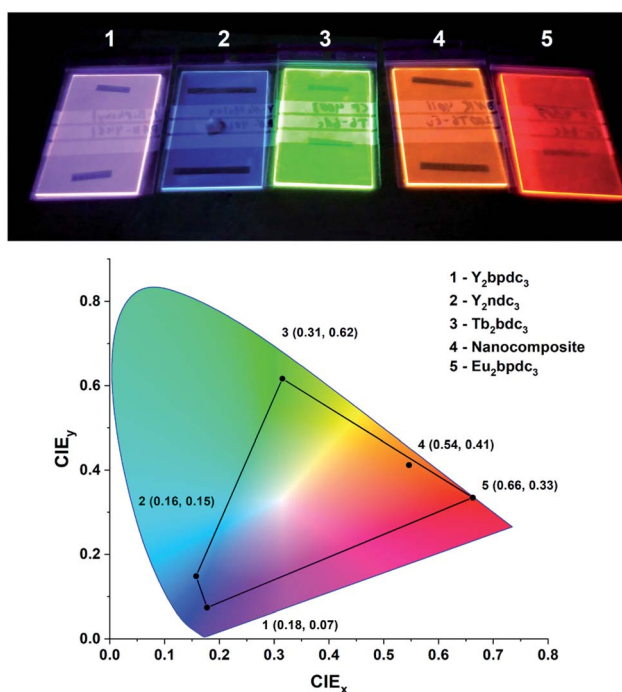 1 2 3 4 5
0.8
0.6
0.4
0.2
0.0
0.0 0.1 0.2 0.3 0.4 0.5 0.6 0.7 0.8
CIEy
CIEx
3 (0.31, 0.62)
4 (0.54, 0.41)
5 (0.66, 0.33)
2 (0.16, 0.15)
1 (0.18, 0.07)
1 - Y₂bpdc₃
2 - Y₂ndc₃
3 - Tb₂bdc₃
4 - Nanocomposite
5 - Eu₂bpdc₃